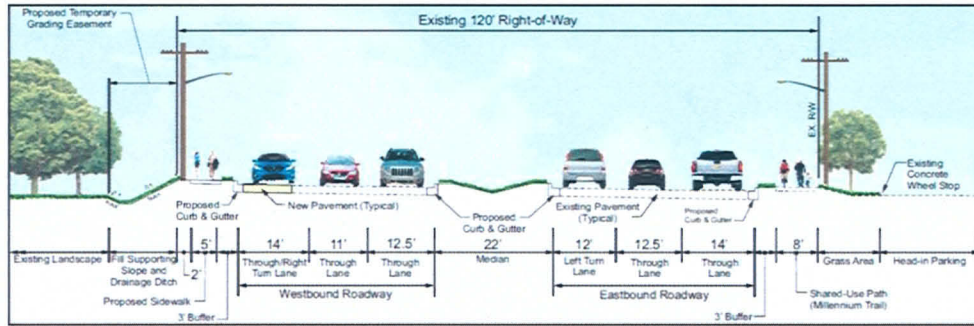 Proposed Temporary
Grading Easement
Existing 120' Right-of-Way
EX. R/W
Existing
Concrete
Wheel Stop
Proposed
Curb & Gutter
New Pavement (Typical)
Proposed
Curb & Gutter
Existing Pavement
(Typical)
Proposed
Curb & Gutter
5'
14'
11'
12.5'
22'
12'
12.5'
14'
8'
Existing Landscape
Fill Supporting
Slope and
Drainage Ditch
2'
Through/Right
Turn Lane
Through
Lane
Through
Lane
Median
Left Turn
Lane
Through
Lane
Through
Lane
Grass Area
Head-in Parking
Proposed Sidewalk
Westbound Roadway
Eastbound Roadway
Shared-Use Path
(Millennium Trail)
3' Buffer
3' Buffer